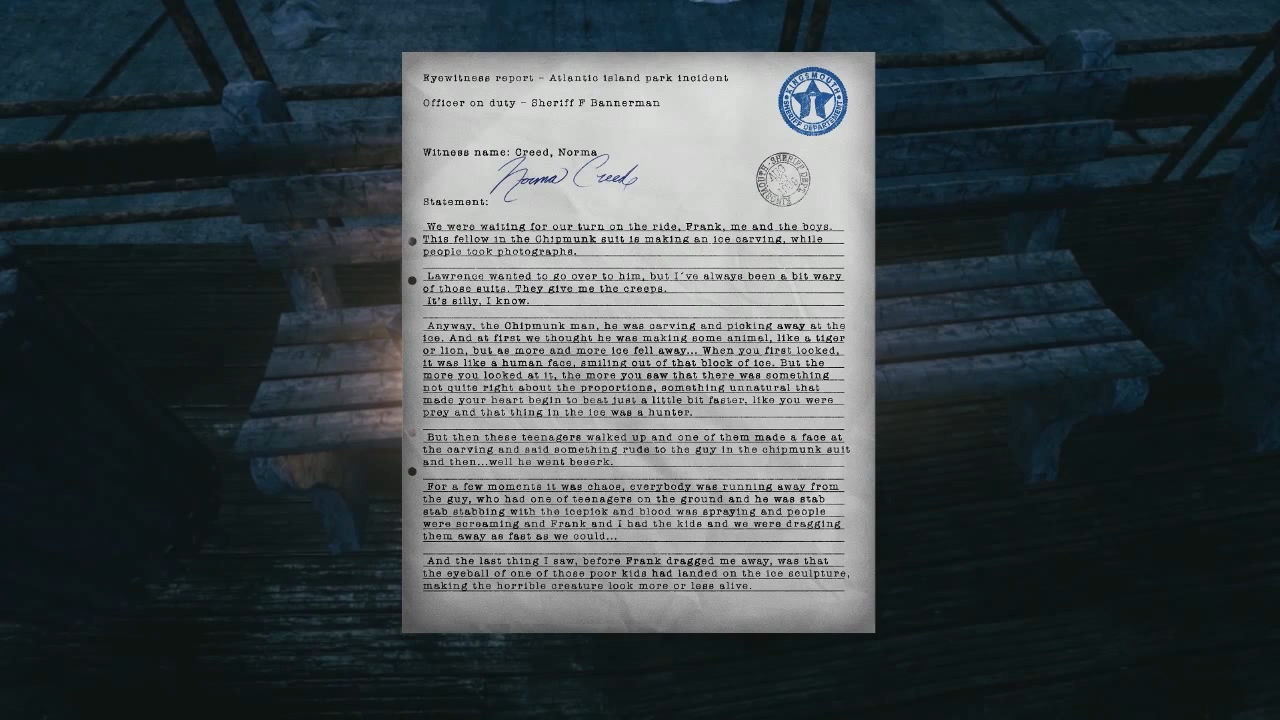 Eyewitness report - Atlantic island park incident
KINGSMOUTH
SHERIFF DEPARTMENT
Officer on duty - Sheriff F Bannerman
Witness name: Creed, Norma
Norma Creed
SHERIFF DEPT.
KINGSMOUTH
Statement:
We were waiting for our turn on the ride, Frank, me and the boys.
This fellow in the Chipmunk suit is making an ice carving, while
people took photographs.
Lawrence wanted to go over to him, but I've always been a bit wary
of those suits. They give me the creeps.
It's silly, I know.
Anyway, the Chipmunk man, he was carving and picking away at the
ice. And at first we thought he was making some animal, like a tiger
or lion, but as more and more ice fell away... When you first looked,
it was like a human face, smiling out of that block of ice. But the
more you looked at it, the more you saw that there was something
not quite right about the proportions, something unnatural that
made your heart begin to beat just a little bit faster, like you were
prey and that thing in the ice was a hunter.
But then these teenagers walked up and one of them made a face at
the carving and said something rude to the guy in the chipmunk suit
and then...well he went beserk.
For a few moments it was chaos, everybody was running away from
the guy, who had one of teenagers on the ground and he was stab
stab stabbing with the icepick and blood was spraying and people
were screaming and Frank and I had the kids and we were dragging
them away as fast as we could...
And the last thing I saw, before Frank dragged me away, was that
the eyeball of one of those poor kids had landed on the ice sculpture,
making the horrible creature look more or less alive.